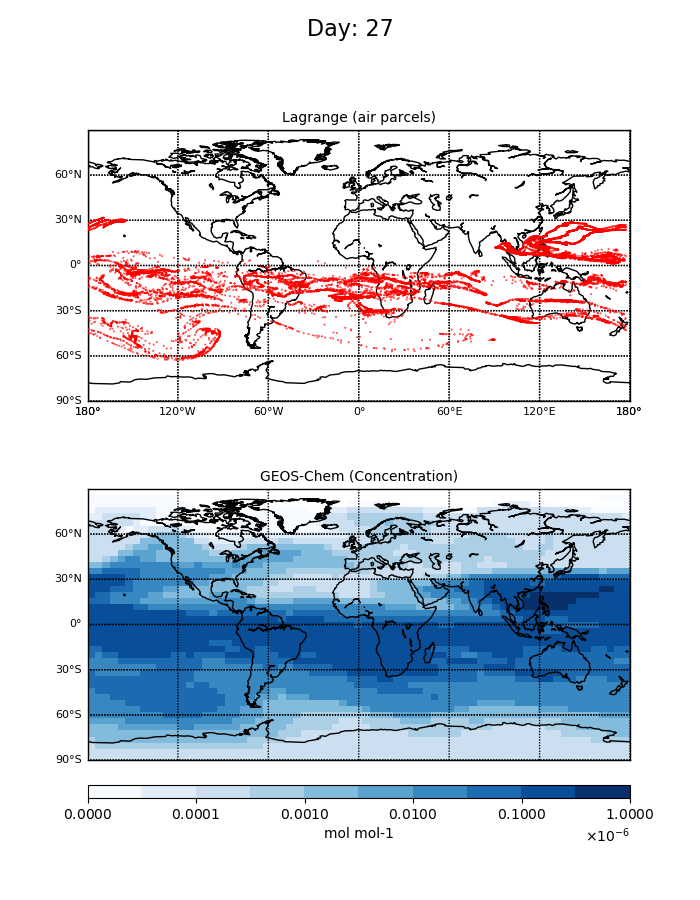 Day: 27
Lagrange (air parcels)
60°N
30°N
0°
30°S
60°S
90°S
180° 120°W 60°W 0° 60°E 120°E 180°
GEOS-Chem (Concentration)
60°N
30°N
0°
30°S
60°S
90°S
0.0000 0.0001 0.0010 0.0100 0.1000 1.0000
mol mol-1 ×10⁻⁶